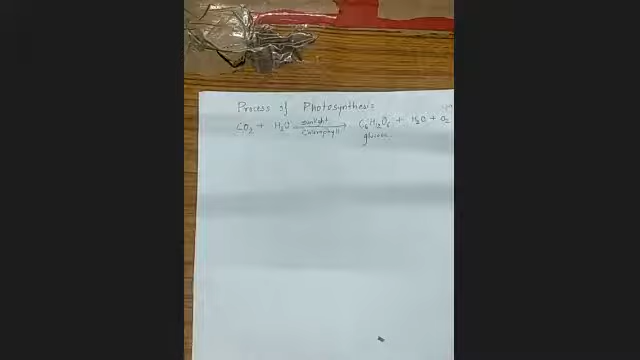 Process of Photosynthesis
CO₂ + H₂O sunlight Chlorophyll → C₆H₁₂O₆ + H₂O + O₂
glucose